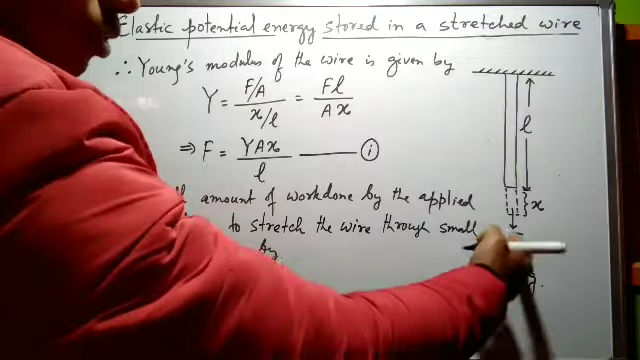 Elastic potential energy stored in a stretched wire
∴ Young's modulus of the wire is given by
Y = (F/A)/(x/l) = Fl/Ax
⇒ F = YAx/l ——— (i)
amount of workdone by the applied
to stretch the wire through small
by
l
x